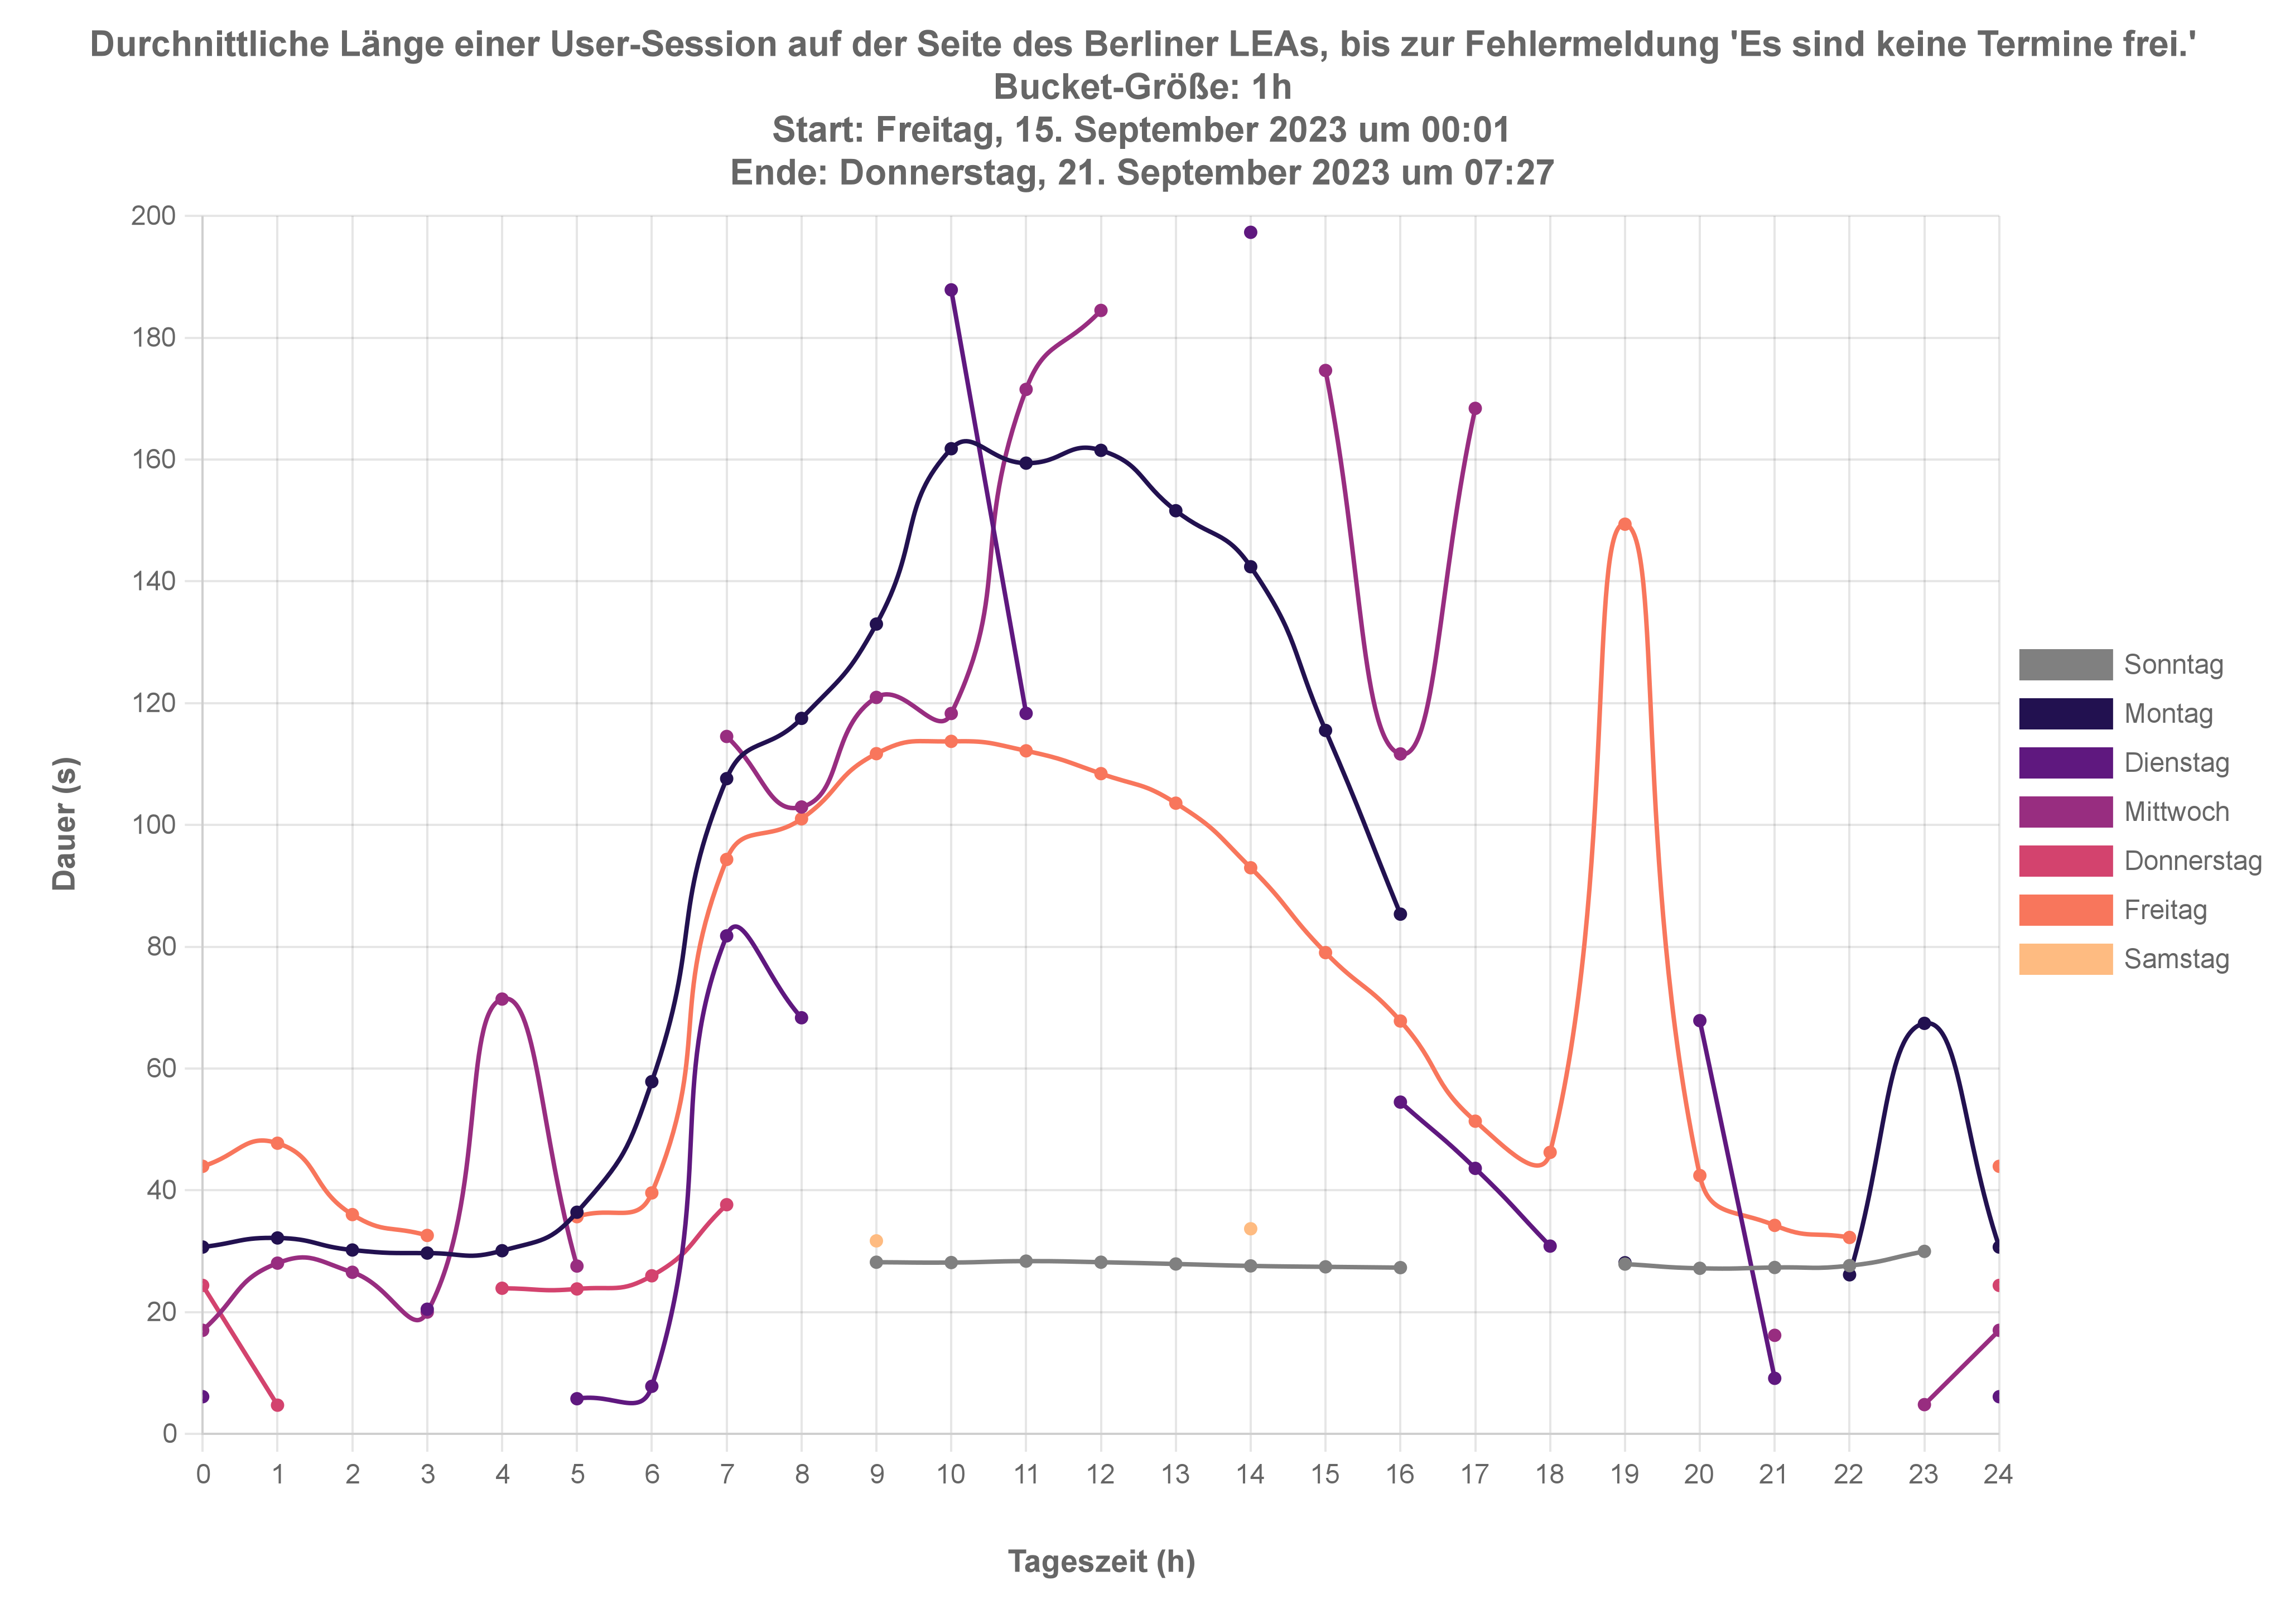 Durchnittliche Länge einer User-Session auf der Seite des Berliner LEAs, bis zur Fehlermeldung 'Es sind keine Termine frei.'
Bucket-Größe: 1h
Start: Freitag, 15. September 2023 um 00:01
Ende: Donnerstag, 21. September 2023 um 07:27
200
180
160
140
120
100
80
60
40
20
0
Dauer (s)
0 1 2 3 4 5 6 7 8 9 10 11 12 13 14 15 16 17 18 19 20 21 22 23 24
Tageszeit (h)
Sonntag
Montag
Dienstag
Mittwoch
Donnerstag
Freitag
Samstag